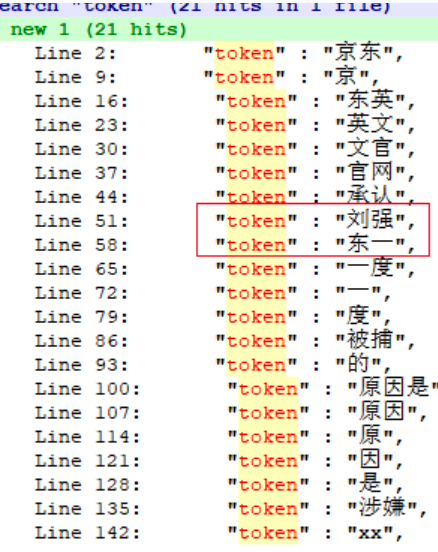 earch "token" (21 hits in 1 file)
new 1 (21 hits)
Line 2: "token" : "京东",
Line 9: "token" : "京",
Line 16: "token" : "东英",
Line 23: "token" : "英文",
Line 30: "token" : "文官",
Line 37: "token" : "官网",
Line 44: "token" : "承认",
Line 51: "token" : "刘强",
Line 58: "token" : "东一",
Line 65: "token" : "一度",
Line 72: "token" : "一",
Line 79: "token" : "度",
Line 86: "token" : "被捕",
Line 93: "token" : "的",
Line 100: "token" : "原因是"
Line 107: "token" : "原因",
Line 114: "token" : "原",
Line 121: "token" : "因",
Line 128: "token" : "是",
Line 135: "token" : "涉嫌",
Line 142: "token" : "xx",